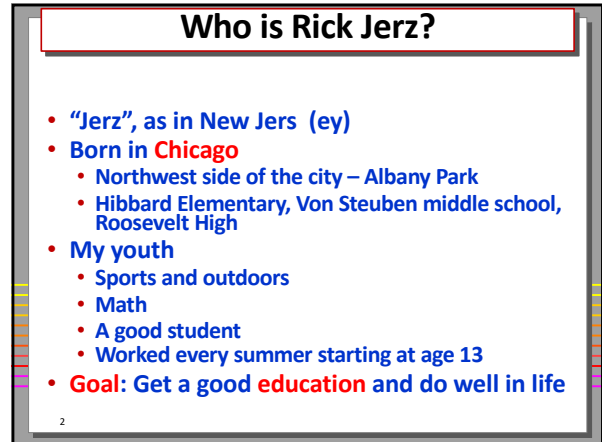 Who is Rick Jerz?
• “Jerz”, as in New Jers (ey)
• Born in Chicago
• Northwest side of the city – Albany Park
• Hibbard Elementary, Von Steuben middle school,
Roosevelt High
• My youth
• Sports and outdoors
• Math
• A good student
• Worked every summer starting at age 13
• Goal: Get a good education and do well in life
2